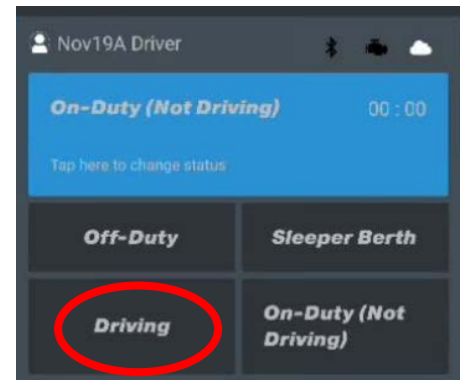 Nov19A Driver
On-Duty (Not Driving) 00 : 00
Tap here to change status
Off-Duty
Sleeper Berth
Driving
On-Duty (Not
Driving)